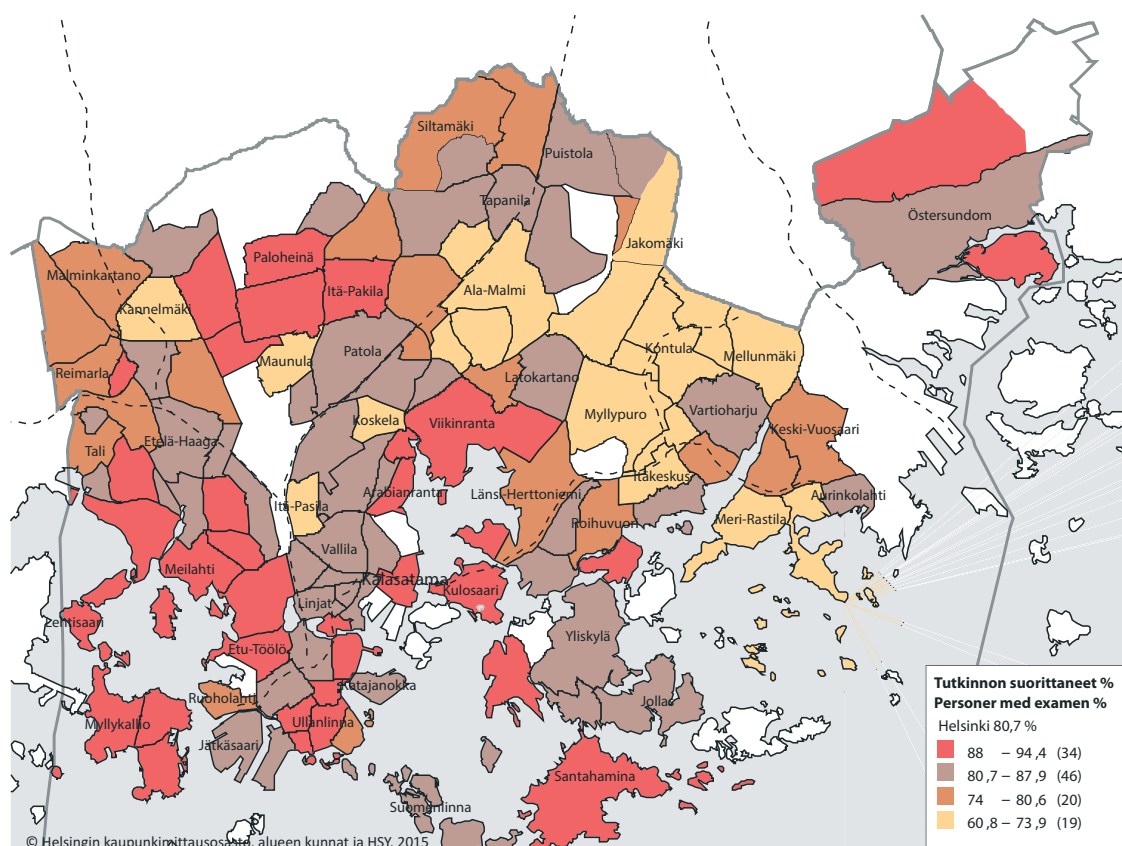 Siltamäki
Puistola
Tapanila
Östersundom
Jakomäki
Paloheinä
Malminkartano
Itä-Pakila
Ala-Malmi
Kannelmäki
Patola
Kontula
Mellunmäki
Maunula
Reimarla
Latokartano
Vartioharju
Myllypuro
Koskela
Viikinranta
Keski-Vuosaari
Etelä-Haaga
Tali
Itäkeskus
Arabianranta
Länsi-Herttoniemi
Aurinkolahti
Itä-Pasila
Roihuvuori
Meri-Rastila
Vallila
Meilahti
Kalasatama
Kulosaari
Linjat
Lehtisaari
Yliskylä
Etu-Töölö
Katajanokka
Ruoholahti
Jollas
Myllykallio
Ullanlinna
Jätkäsaari
Santahamina
Suomenlinna
Tutkinnon suorittaneet %
Personer med examen %
Helsinki 80,7 %
88 – 94,4 (34)
80,7 – 87,9 (46)
74 – 80,6 (20)
60,8 – 73,9 (19)
© Helsingin kaupunkimittausosasto, alueen kunnat ja HSY, 2015